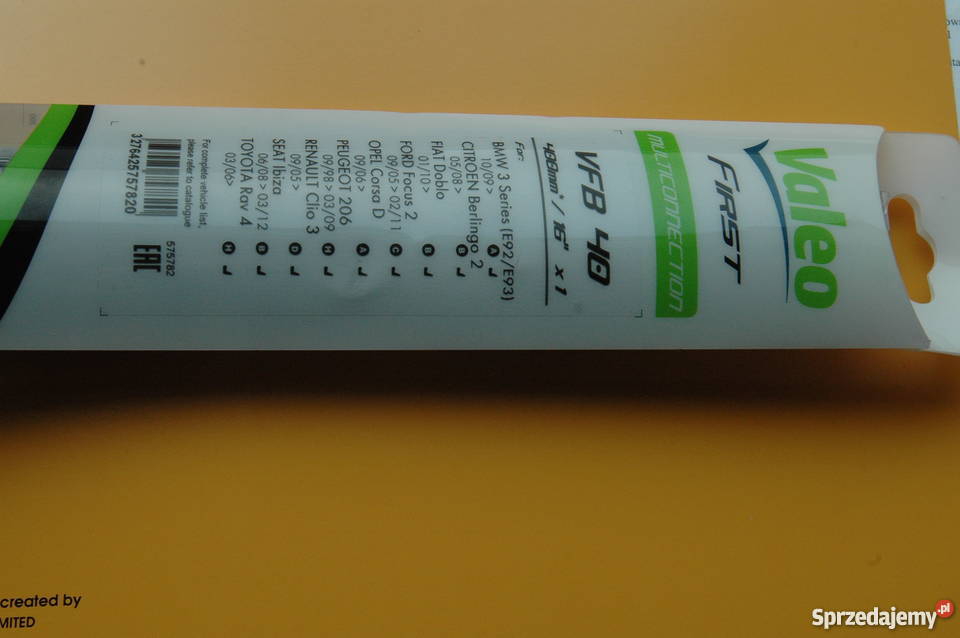 Valeo
FIRST
MULTICONNECTION
VFB 40
400mm* / 16" x 1
For:
BMW 3 Series (E92/E93)
10/09 > A
CITROEN Berlingo 2
05/08 > B
FIAT Doblo
01/10 > B
FORD Focus 2
09/05 > 02/11 C
OPEL Corsa D
09/06 > A
PEUGEOT 206
09/98 > 03/09 H
RENAULT Clio 3
09/05 > D
SEAT Ibiza
06/08 > 03/12 B
TOYOTA Rav 4
03/06> H
For complete vehicle list,
please refer to catalogue
575782
3276425757820
EAC
created by
MITED
Sprzedajemy.pl